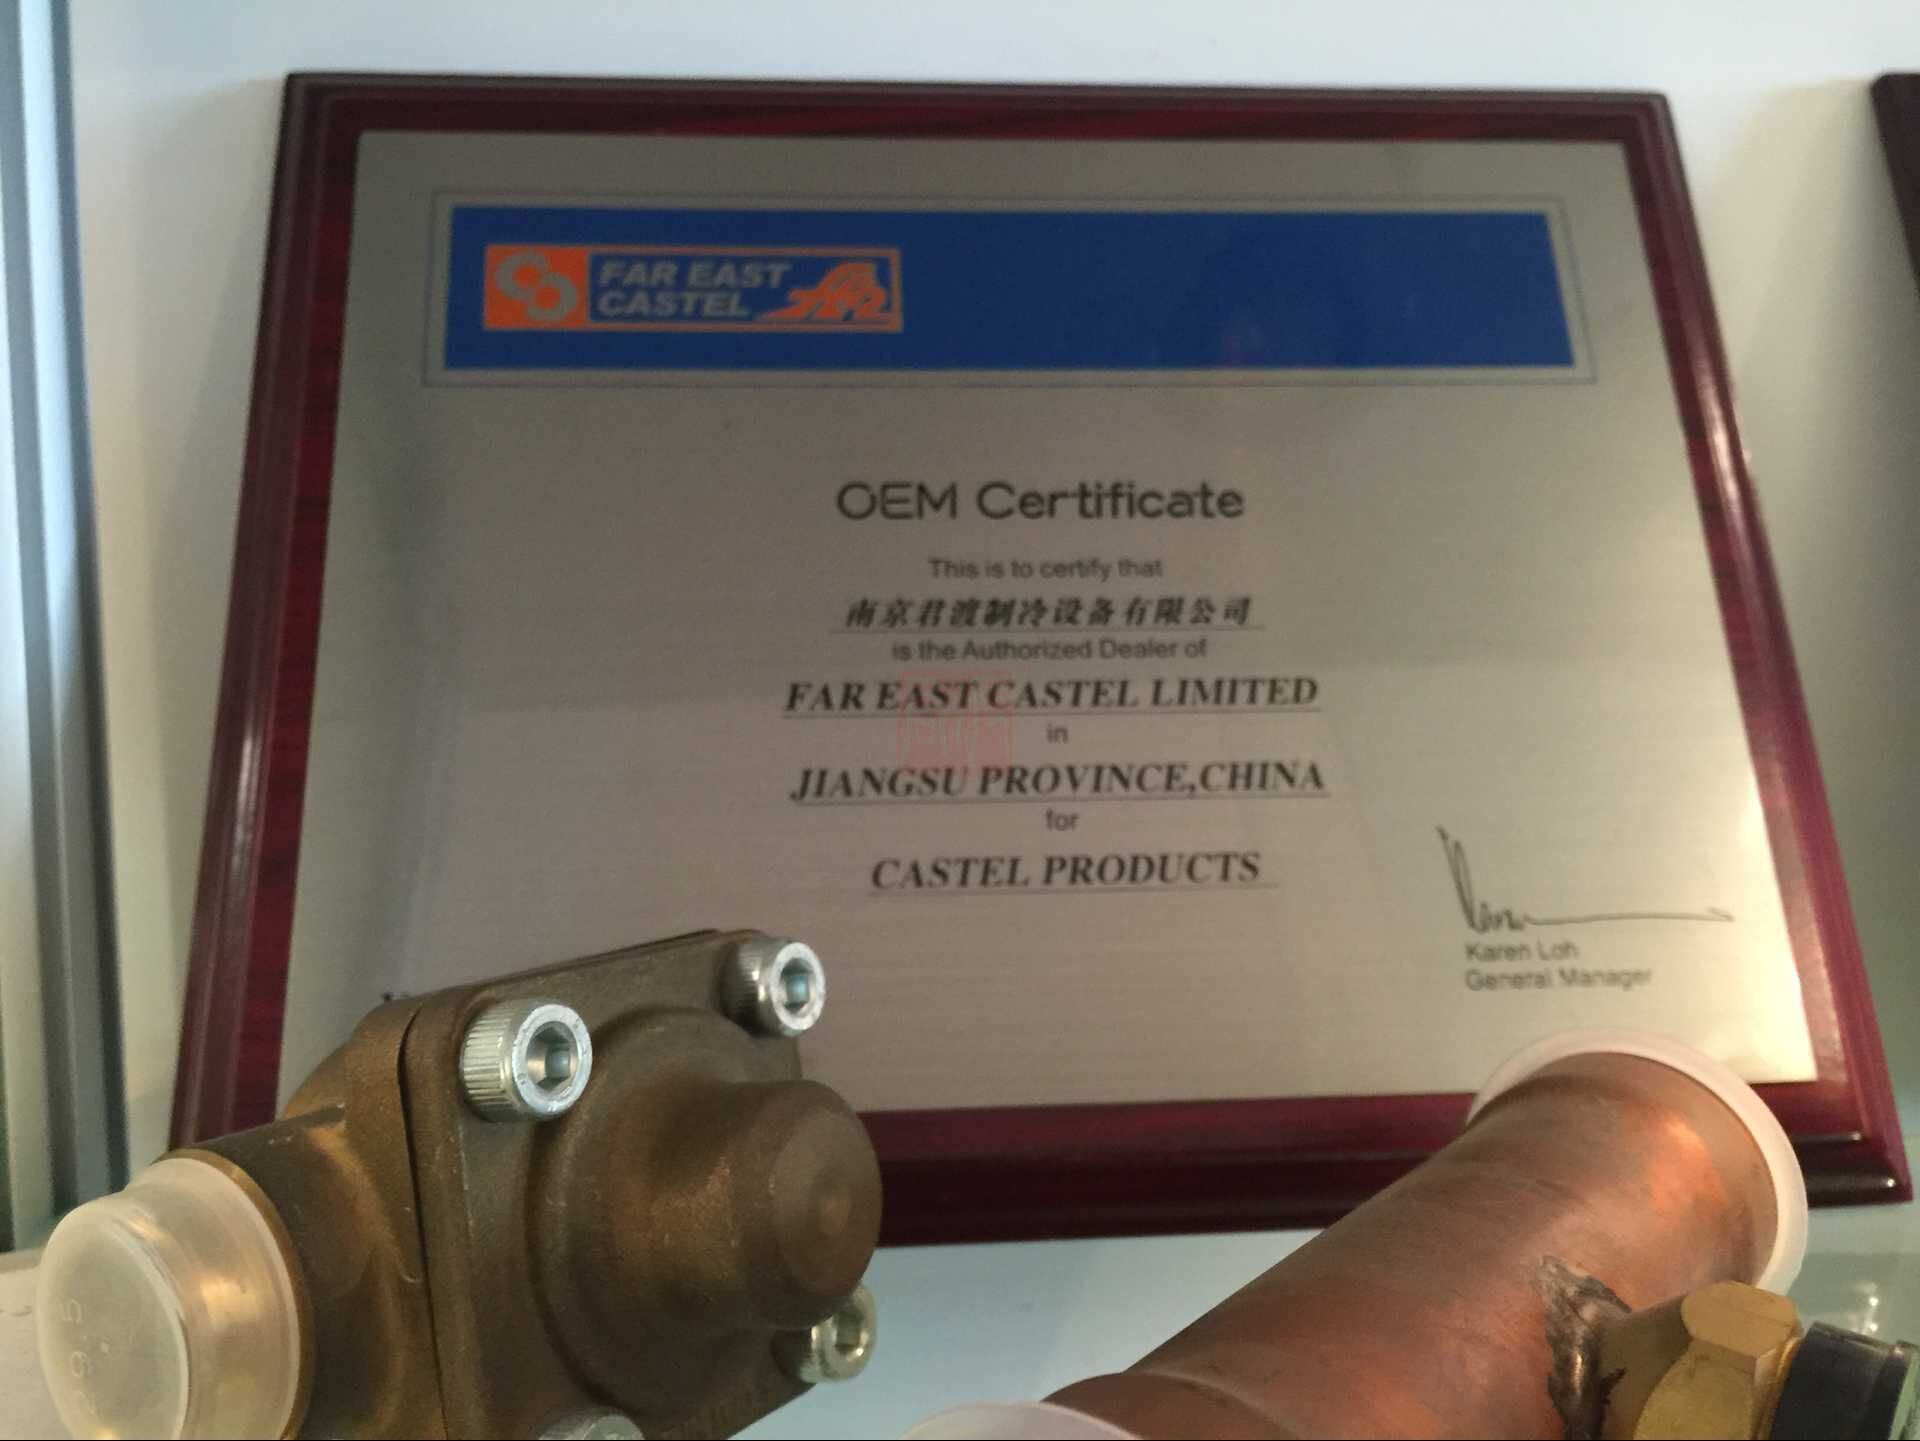 FAR EAST
CASTEL
OEM Certificate
This is to certify that
南京君渡制冷设备有限公司
is the Authorized Dealer of
FAR EAST CASTEL LIMITED
in
JIANGSU PROVINCE,CHINA
for
CASTEL PRODUCTS
Karen Loh
General Manager